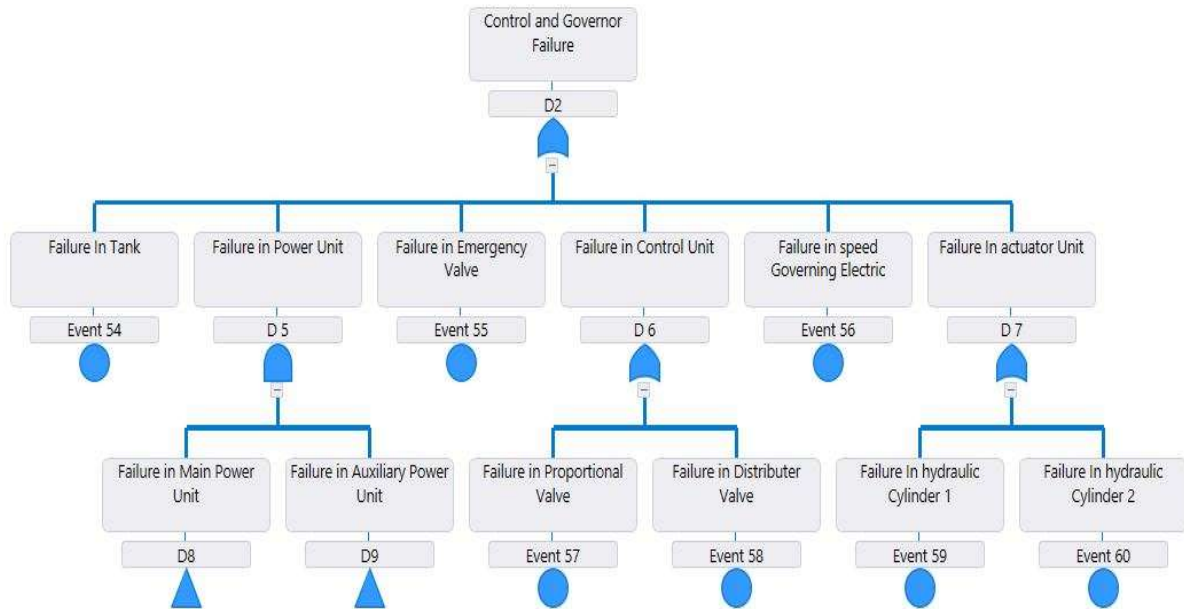 Control and Governor
Failure
D2
Failure In Tank
Event 54
Failure in Power Unit
D 5
Failure in Emergency
Valve
Event 55
Failure in Control Unit
D 6
Failure in speed
Governing Electric
Event 56
Failure In actuator Unit
D 7
Failure in Main Power
Unit
D8
Failure in Auxiliary Power
Unit
D9
Failure in Proportional
Valve
Event 57
Failure in Distributer
Valve
Event 58
Failure In hydraulic
Cylinder 1
Event 59
Failure In hydraulic
Cylinder 2
Event 60